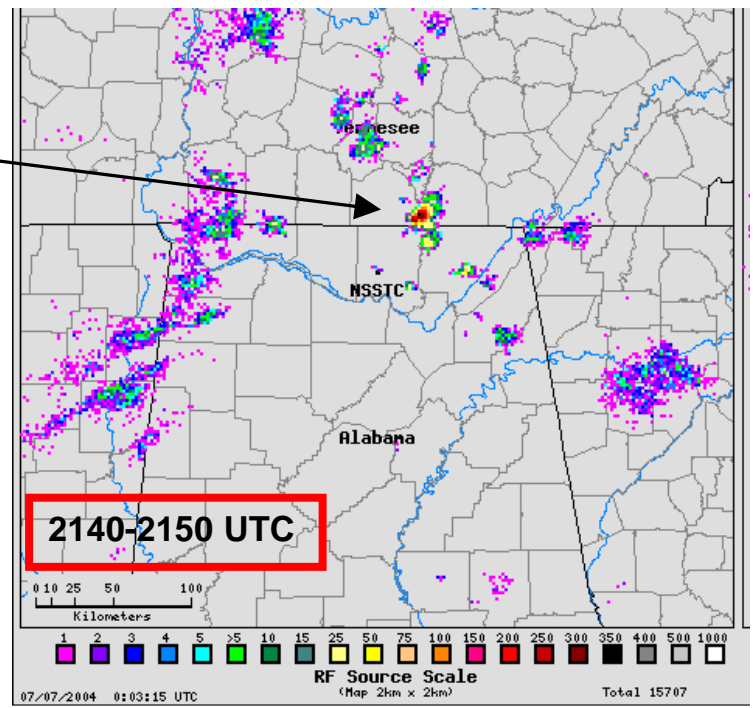 ennesee
NSSTC
Alabama
2140-2150 UTC
0 10 25 50 100
Kilometers
1 2 3 4 5 >5 10 15 25 50 75 100 150 200 250 300 350 400 500 1000
RF Source Scale
(Map 2km x 2km)
07/07/2004 0:03:15 UTC
Total 15707